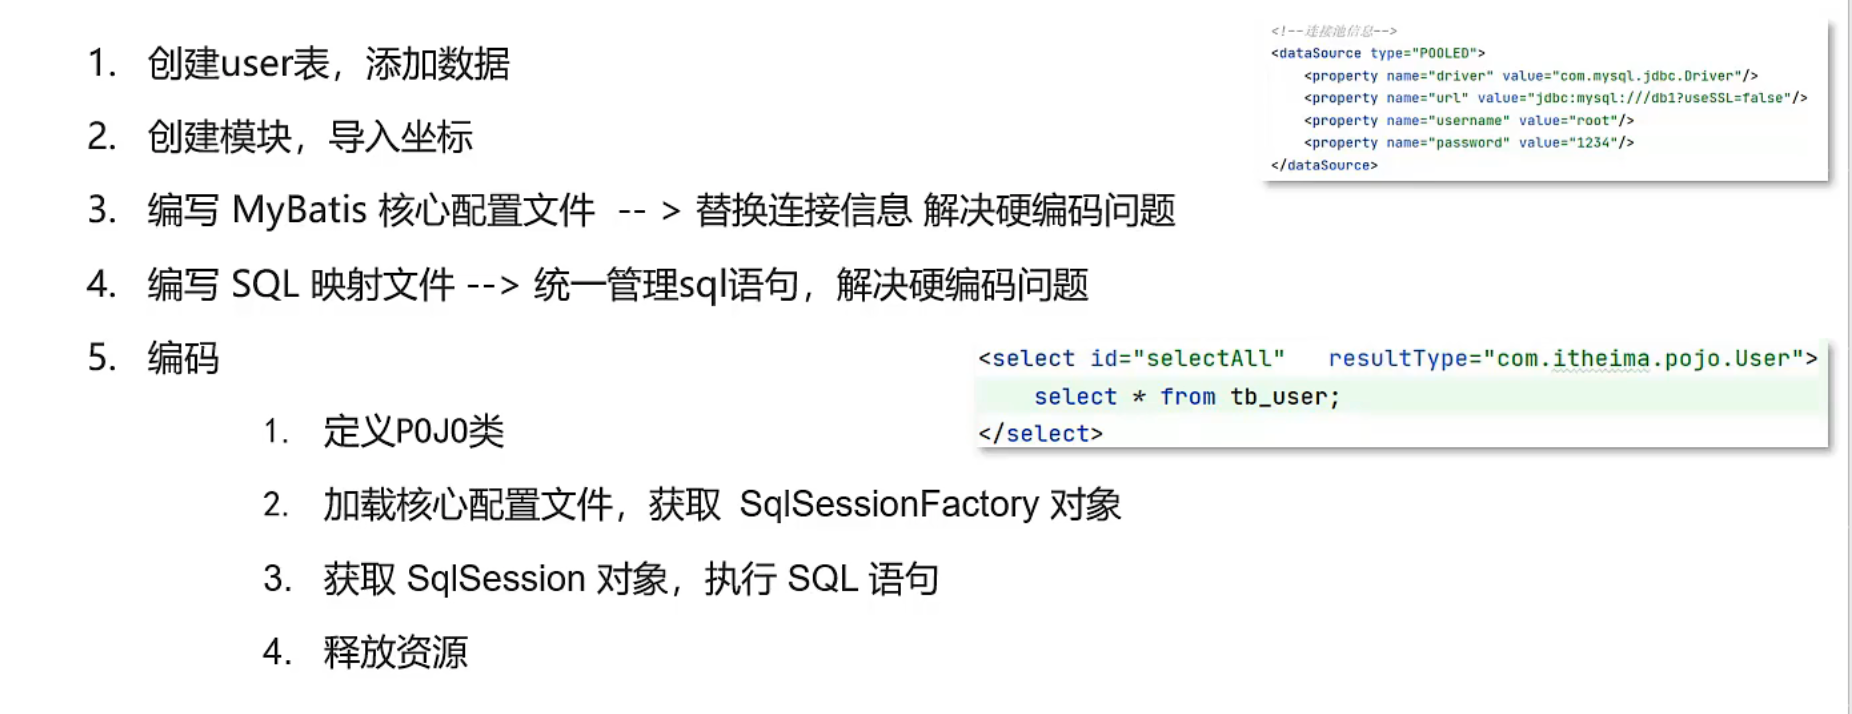 1. 创建user表，添加数据
2. 创建模块，导入坐标
3. 编写 MyBatis 核心配置文件 -- > 替换连接信息 解决硬编码问题
4. 编写 SQL 映射文件 --> 统一管理sql语句，解决硬编码问题
5. 编码
1. 定义POJO类
2. 加载核心配置文件，获取 SqlSessionFactory 对象
3. 获取 SqlSession 对象，执行 SQL 语句
4. 释放资源
<!--连接池信息-->
<dataSource type="POOLED">
<property name="driver" value="com.mysql.jdbc.Driver"/>
<property name="url" value="jdbc:mysql:///db1?useSSL=false"/>
<property name="username" value="root"/>
<property name="password" value="1234"/>
</dataSource>
<select id="selectAll" resultType="com.itheima.pojo.User">
select * from tb_user;
</select>